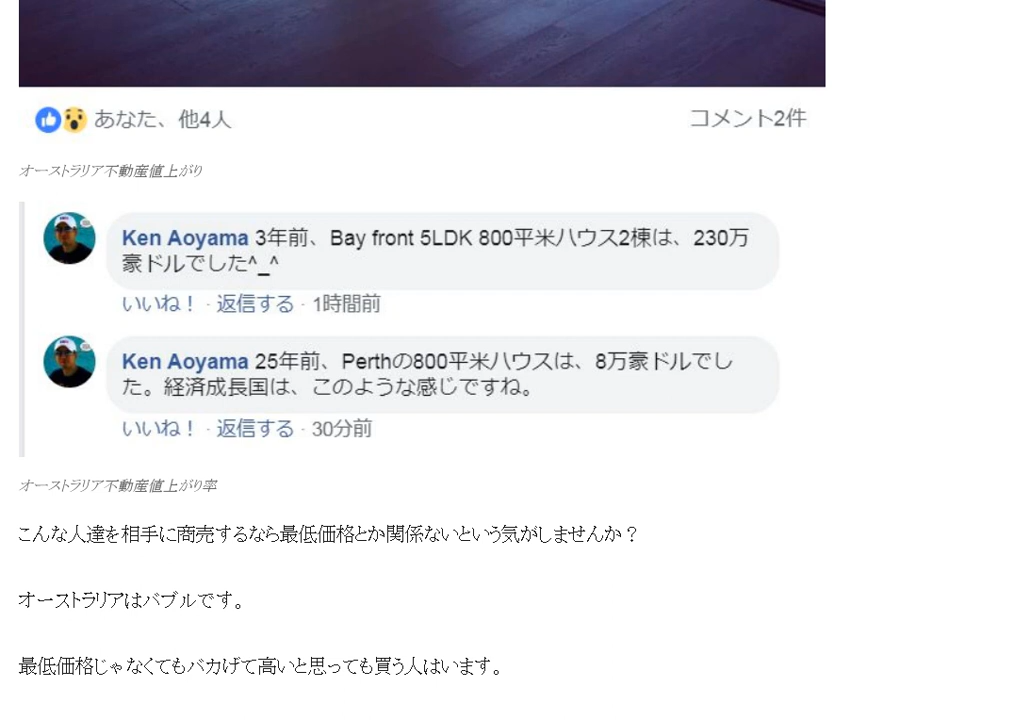 あなた、他4人
コメント2件
オーストラリア不動産値上がり
Ken Aoyama 3年前、Bay front 5LDK 800平米ハウス2棟は、230万
豪ドルでした^_^
いいね！ · 返信する · 1時間前
Ken Aoyama 25年前、Perthの800平米ハウスは、8万豪ドルでし
た。経済成長国は、このような感じですね。
いいね！ · 返信する · 30分前
オーストラリア不動産値上がり率
こんな人達を相手に商売するなら最低価格とか関係ないという気がしませんか？
オーストラリアはバブルです。
最低価格じゃなくてもバカげて高いと思っても買う人はいます。